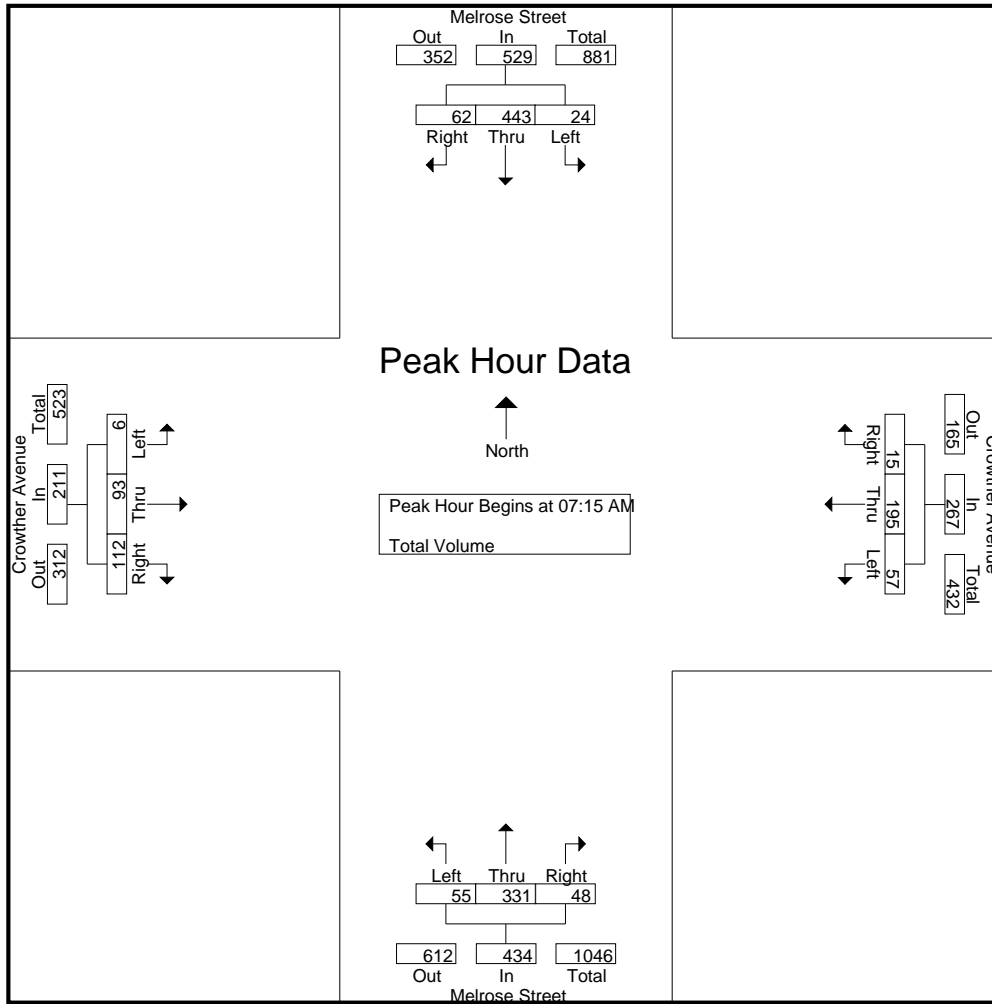 Melrose Street
Out In Total
352 529 881
62 443 24
Right Thru Left
Peak Hour Data
North
Peak Hour Begins at 07:15 AM
Total Volume
Crowther Avenue
Out In Total
312 211 523
6 93 112
Left Thru Right
Crowther Avenue
Out In Total
165 267 432
15 195 57
Right Thru Left
Left Thru Right
55 331 48
612 434 1046
Out In Total
Melrose Street